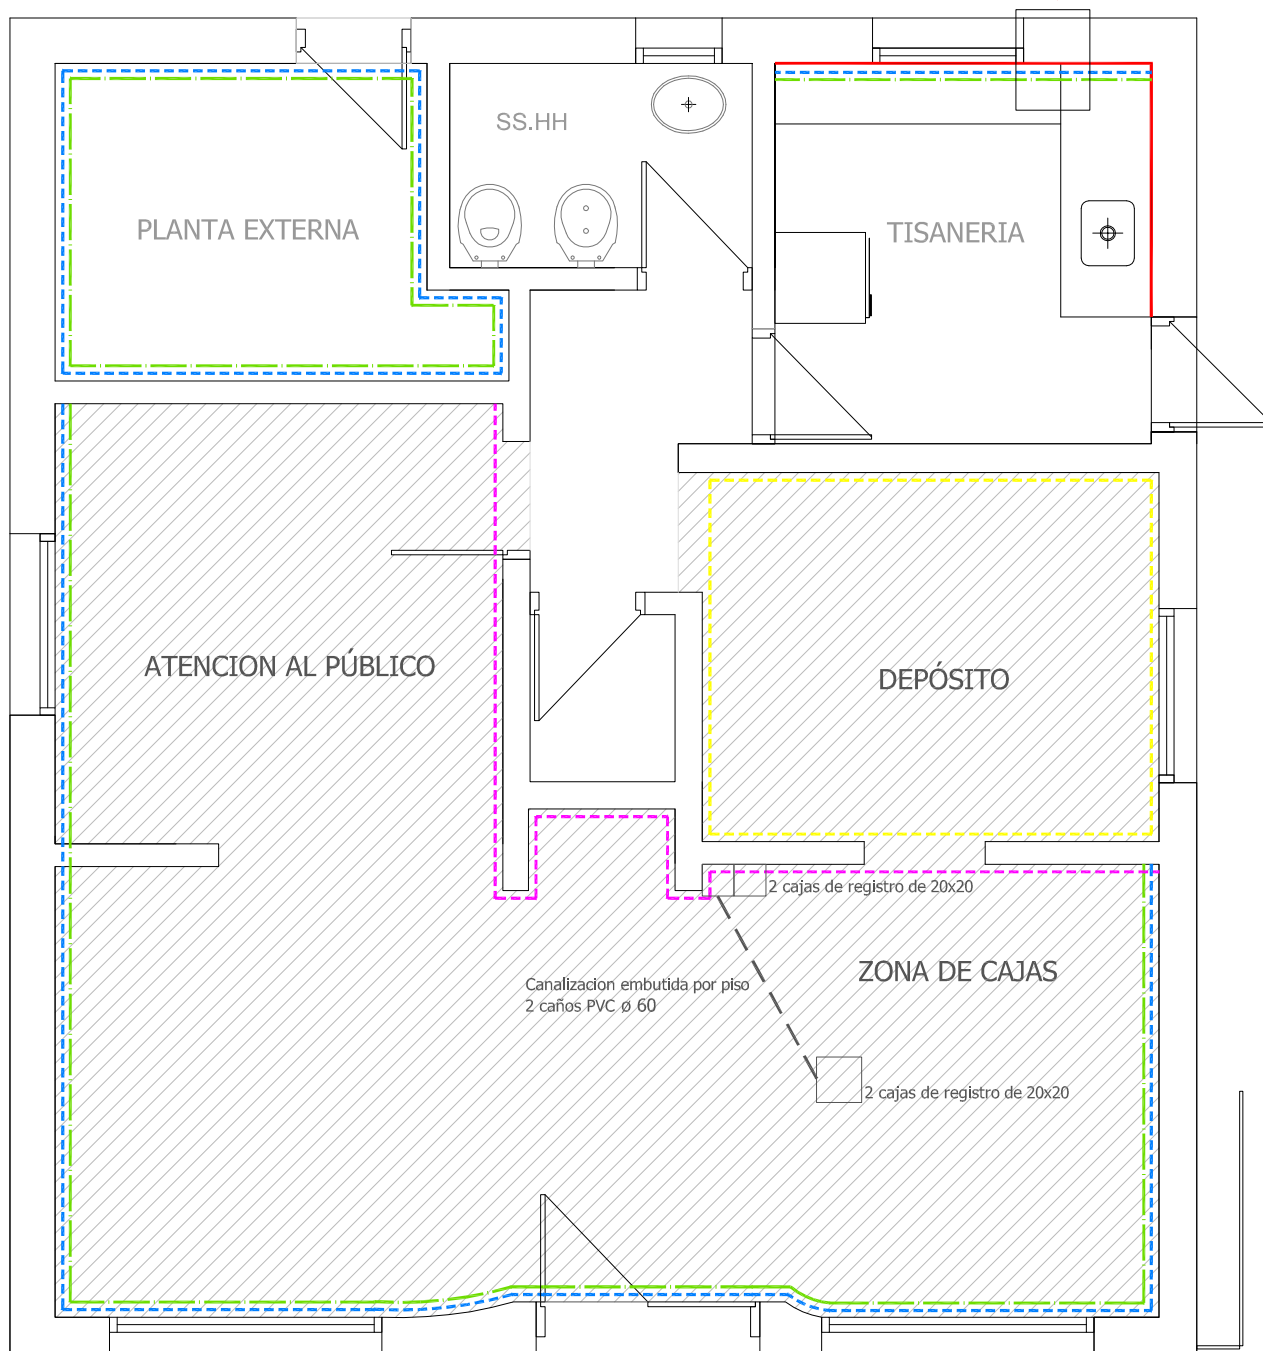 SS.HH
PLANTA EXTERNA
TISANERIA
ATENCION AL PÚBLICO
DEPÓSITO
2 cajas de registro de 20x20
ZONA DE CAJAS
Canalizacion embutida por piso
2 caños PVC ø 60
2 cajas de registro de 20x20